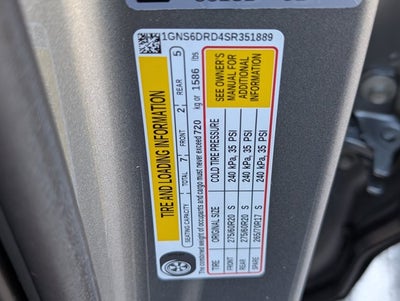 1GNS6DRD4SR351889
TIRE AND LOADING INFORMATION
SEATING CAPACITY TOTAL 7 FRONT 2 REAR 5
The combined weight of occupants and cargo must never exceed 720 kg or 1586 lbs
TIRE ORIGINAL SIZE COLD TIRE PRESSURE
FRONT 275/60R20 S 240 kPa, 35 PSI
REAR 275/60R20 S 240 kPa, 35 PSI
SPARE 265/70R17 S 240 kPa, 35 PSI
SEE OWNER'S
MANUAL FOR
ADDITIONAL
INFORMATION